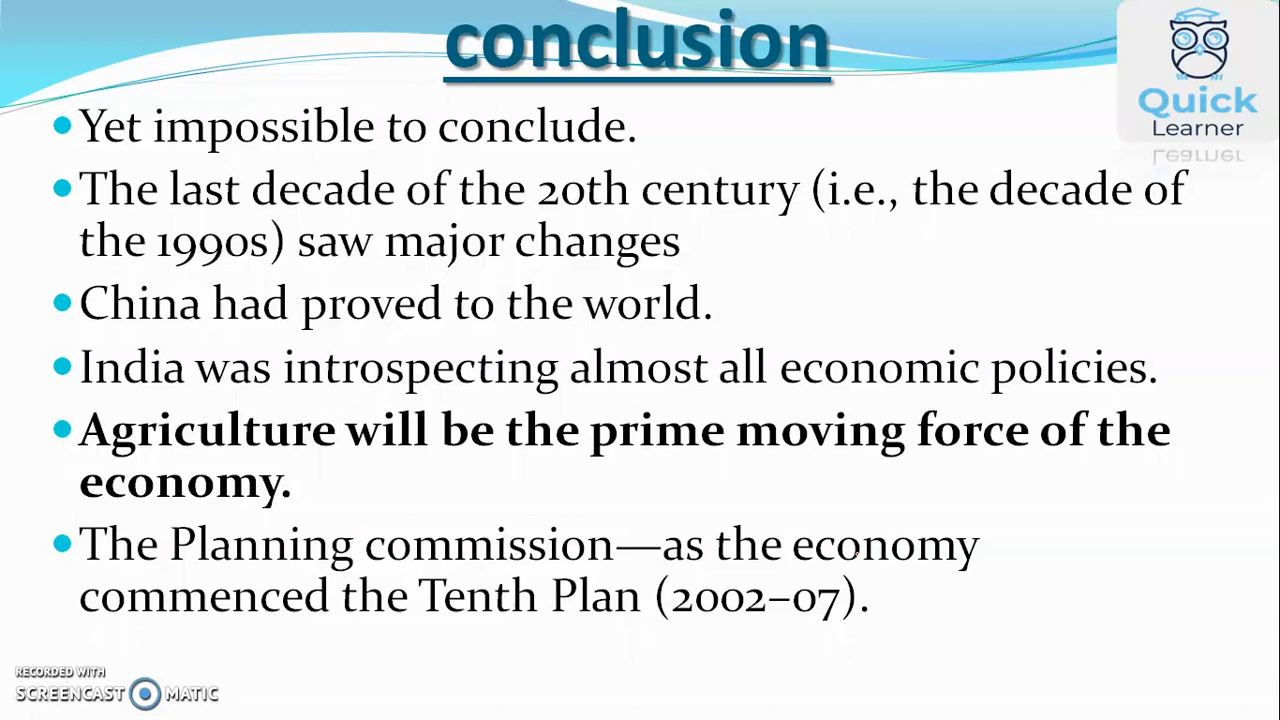 conclusion
Quick
Learner
Yet impossible to conclude.
The last decade of the 20th century (i.e., the decade of
the 1990s) saw major changes
China had proved to the world.
India was introspecting almost all economic policies.
Agriculture will be the prime moving force of the
economy.
The Planning commission—as the economy
commenced the Tenth Plan (2002–07).
RECORDED WITH
SCREENCAST MATIC